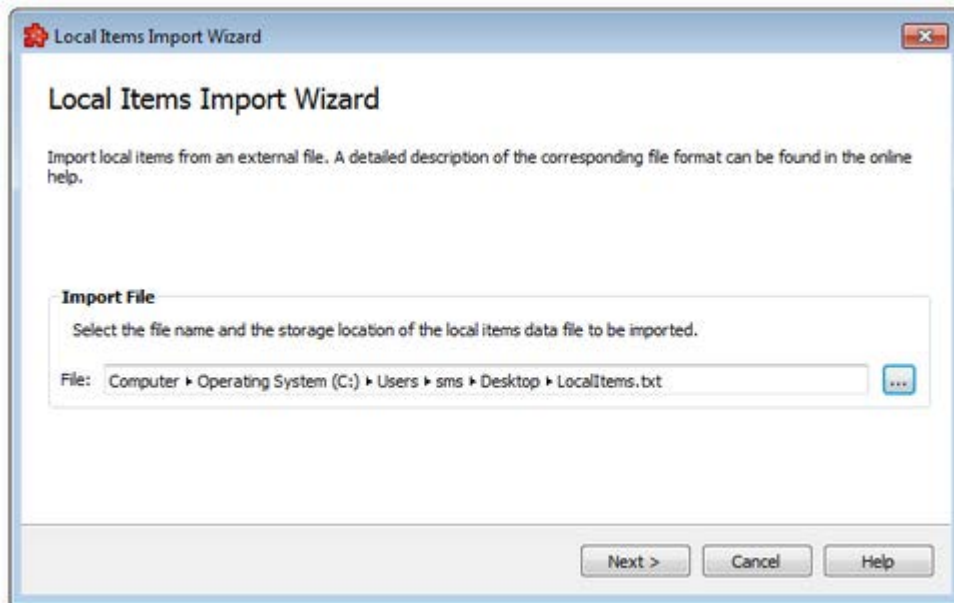 Local Items Import Wizard
Local Items Import Wizard
Import local items from an external file. A detailed description of the corresponding file format can be found in the online
help.
Import File
Select the file name and the storage location of the local items data file to be imported.
File: Computer ▸ Operating System (C:) ▸ Users ▸ sms ▸ Desktop ▸ LocalItems.txt ...
Next > Cancel Help